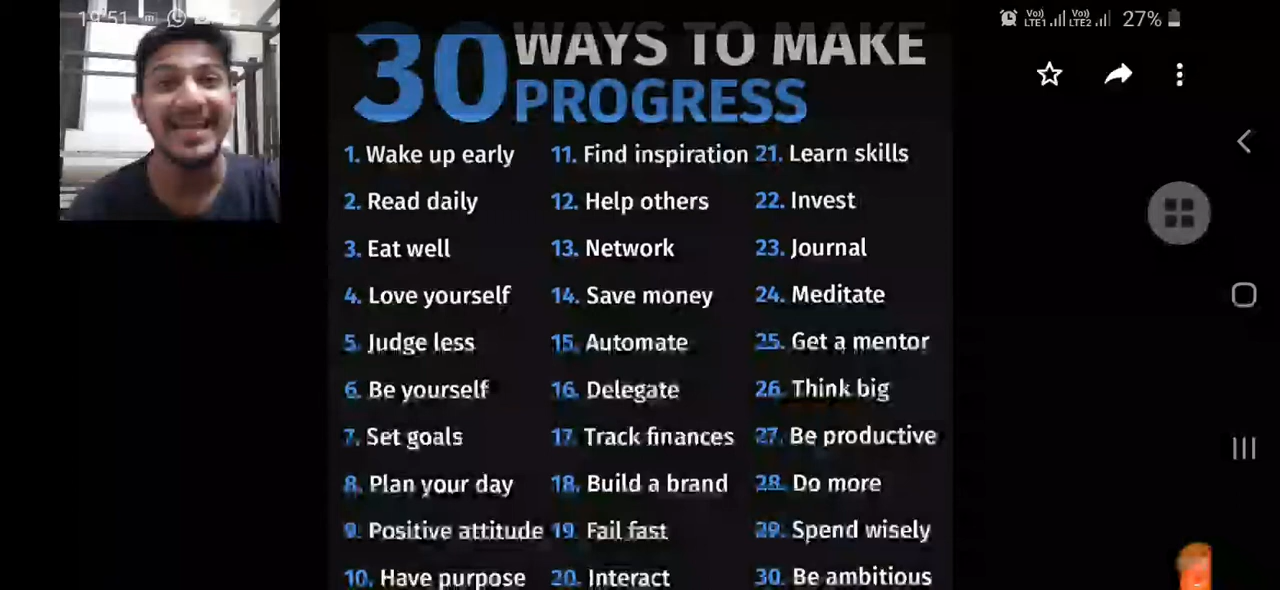 19:51
27%
LTE1 LTE2
30 WAYS TO MAKE
PROGRESS
1. Wake up early
2. Read daily
3. Eat well
4. Love yourself
5. Judge less
6. Be yourself
7. Set goals
8. Plan your day
9. Positive attitude
10. Have purpose
11. Find inspiration
12. Help others
13. Network
14. Save money
15. Automate
16. Delegate
17. Track finances
18. Build a brand
19. Fail fast
20. Interact
21. Learn skills
22. Invest
23. Journal
24. Meditate
25. Get a mentor
26. Think big
27. Be productive
28. Do more
29. Spend wisely
30. Be ambitious